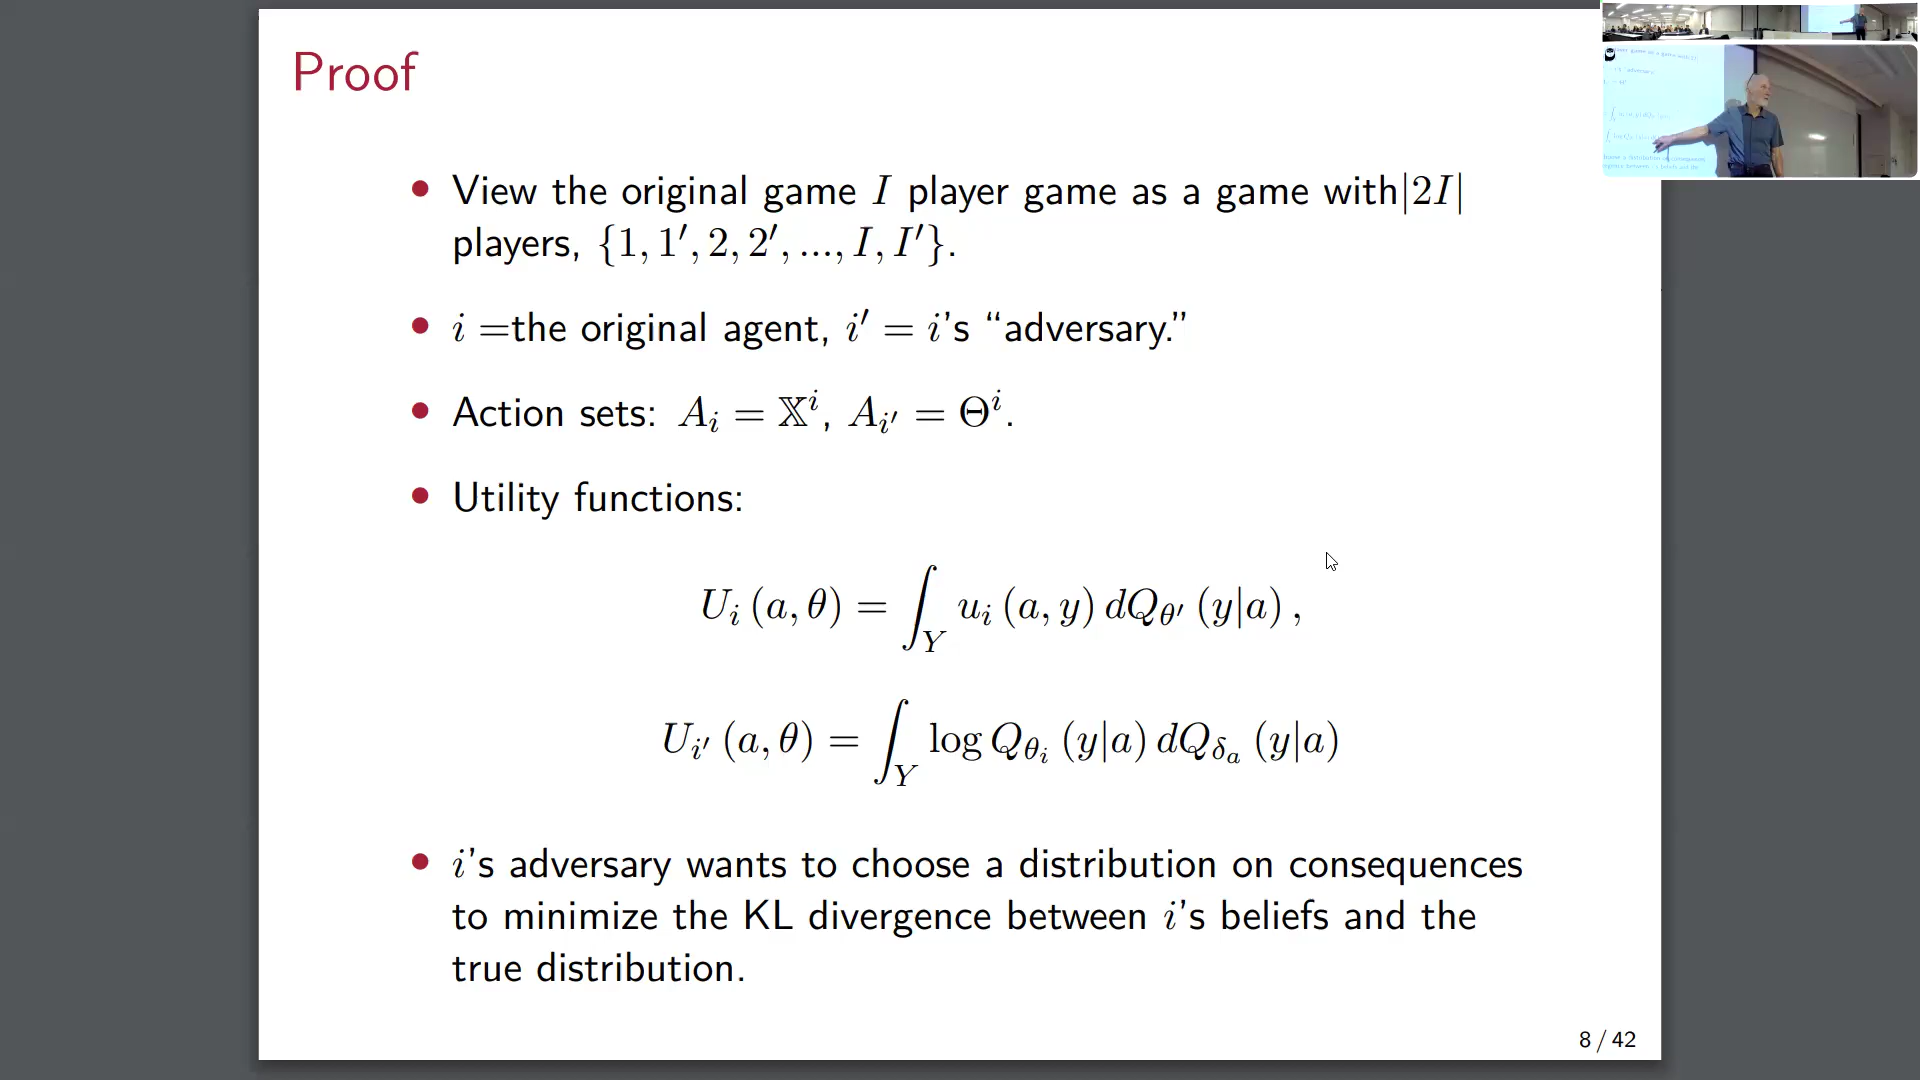 Proof
• View the original game I player game as a game with|2I|
players, {1, 1′, 2, 2′, ..., I, I′}.
• i =the original agent, i′ = i's “adversary.”
• Action sets: A_i = 𝕏^i, A_{i′} = Θ^i.
• Utility functions:
U_i (a, θ) = ∫_Y u_i (a, y) dQ_{θ′} (y|a) ,
U_{i′} (a, θ) = ∫_Y log Q_{θ_i} (y|a) dQ_{δ_a} (y|a)
• i's adversary wants to choose a distribution on consequences
to minimize the KL divergence between i's beliefs and the
true distribution.
8 / 42